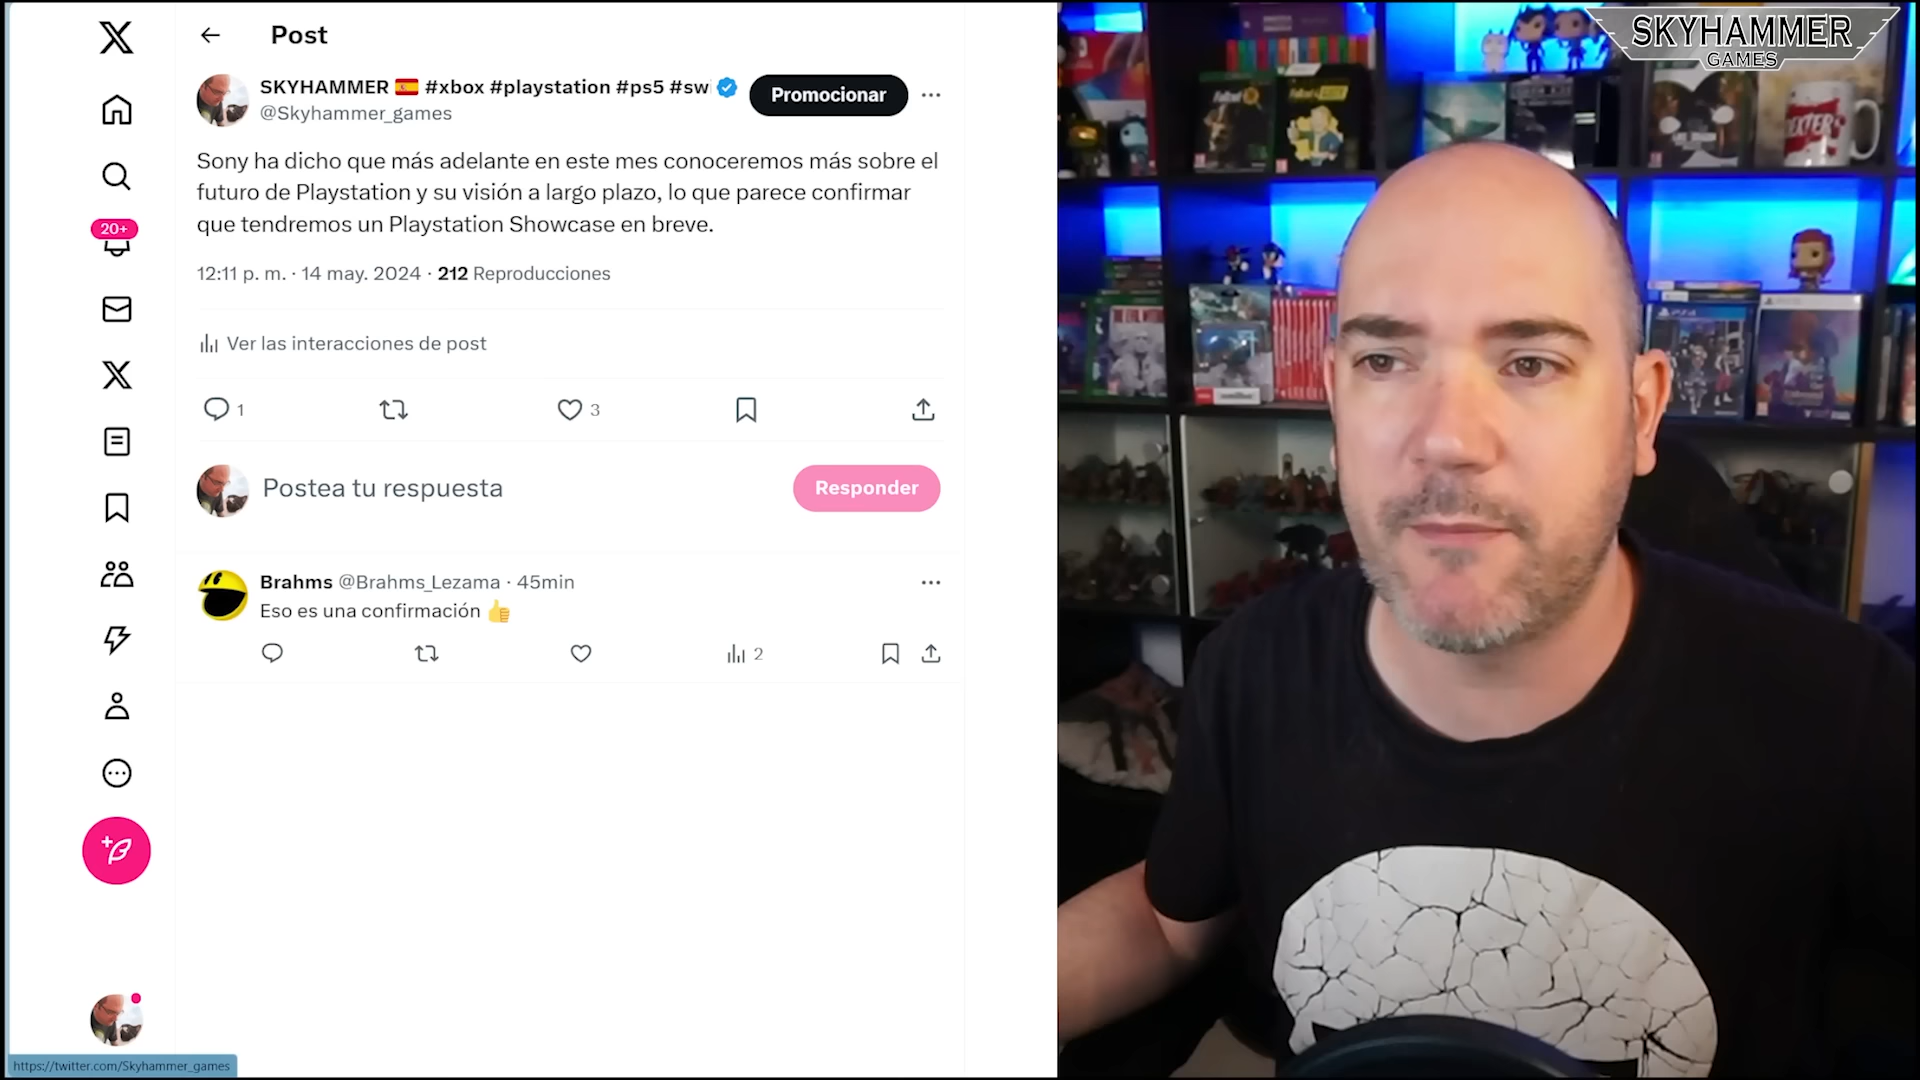 Post
SKYHAMMER 🇪🇸 #xbox #playstation #ps5 #sw
@Skyhammer_games
Promocionar
Sony ha dicho que más adelante en este mes conoceremos más sobre el
futuro de Playstation y su visión a largo plazo, lo que parece confirmar
que tendremos un Playstation Showcase en breve.
12:11 p. m. · 14 may. 2024 · 212 Reproducciones
Ver las interacciones de post
1
3
Postea tu respuesta
Responder
Brahms @Brahms_Lezama · 45min
Eso es una confirmación 👍
2
20+
https://twitter.com/Skyhammer_games
SKYHAMMER
GAMES
DEXTER
PS4